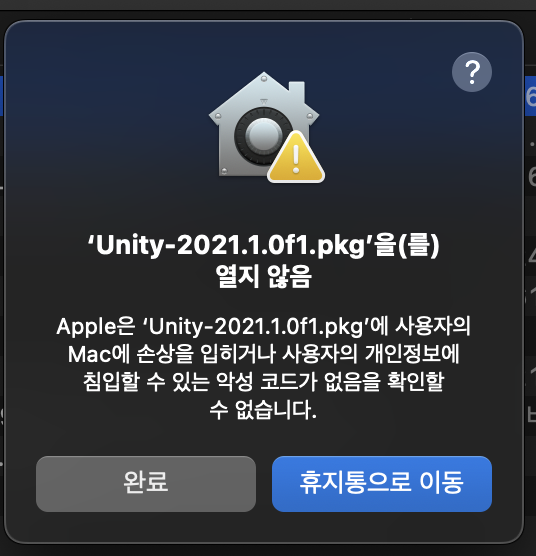 ?
‘Unity-2021.1.0f1.pkg’을(를)
열지 않음
Apple은 ‘Unity-2021.1.0f1.pkg’에 사용자의
Mac에 손상을 입히거나 사용자의 개인정보에
침입할 수 있는 악성 코드가 없음을 확인할
수 없습니다.
완료
휴지통으로 이동